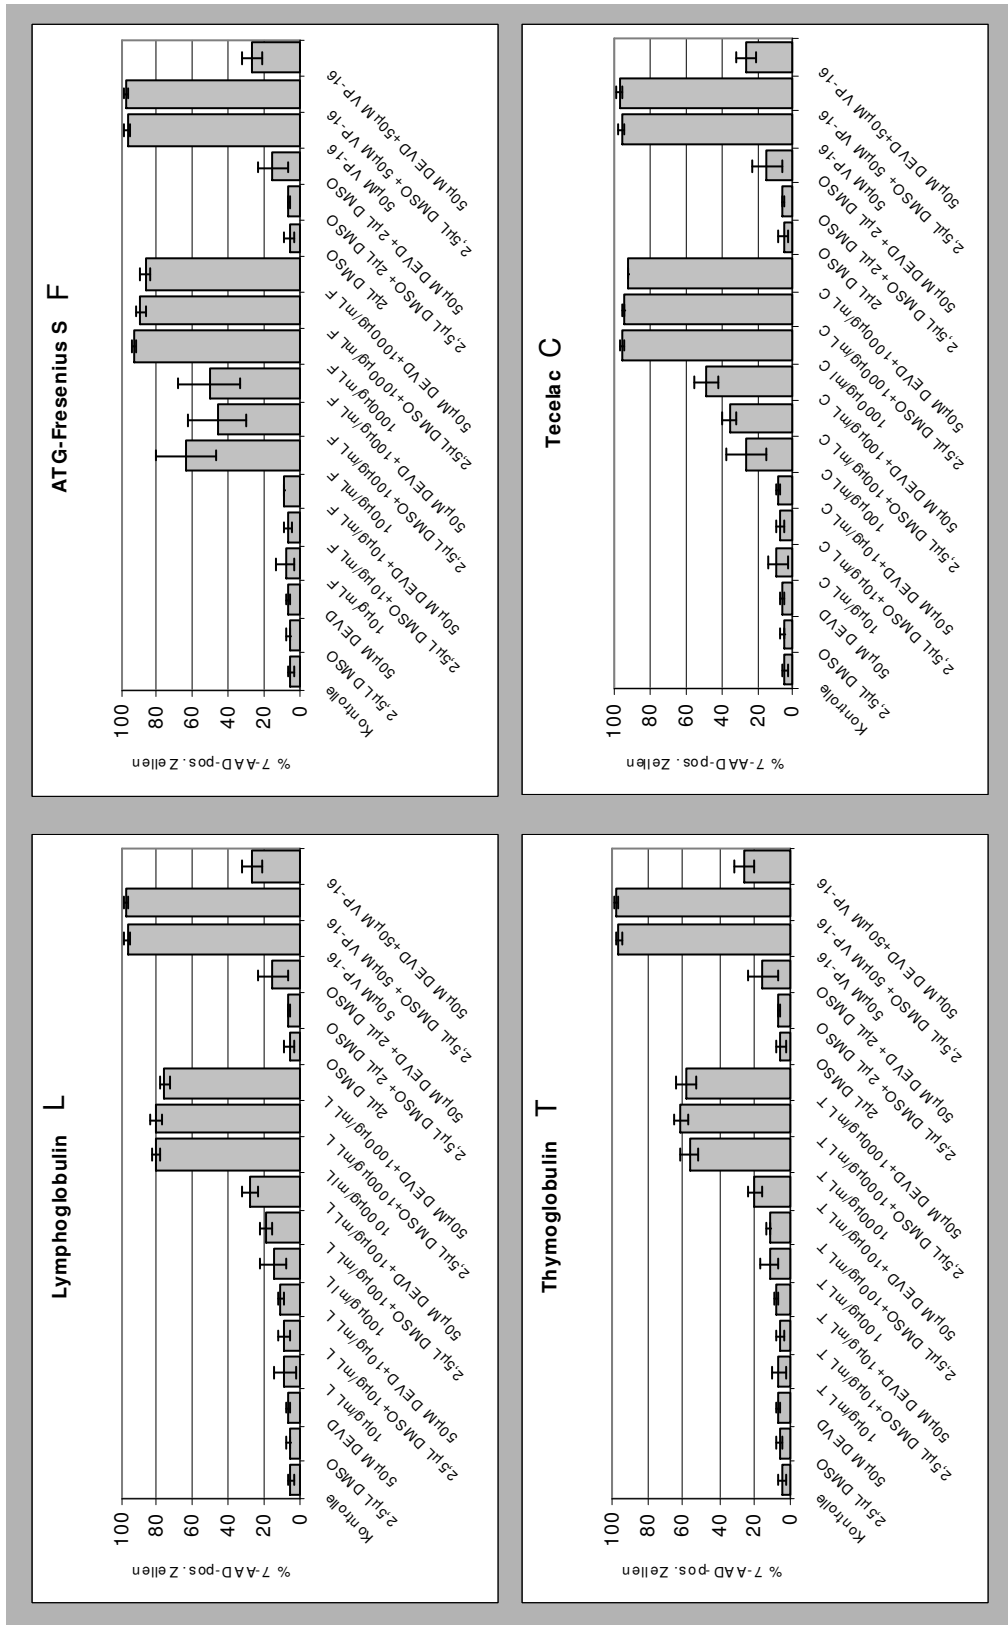 Lymphoglobulin L
% 7-AAD-pos. Zellen
100
80
60
40
20
0
Kontrolle
2,5µL DMSO
50µM DEVD
10µg/mL L
2,5µL DMSO+10µg/mL L
50µM DEVD+10µg/mL L
100µg/mlL
2,5µL DMSO+100µg/mL L
50µM DEVD+100µg/mL L
1000µg/mlL
2,5µL DMSO+1000µg/mL L
50µM DEVD+1000µg/mL L
2µL DMSO
2,5µL DMSO+ 2µL DMSO
50µM DEVD+ 2µL DMSO
50µM VP-16
2,5µL DMSO+ 50µM VP-16
50µM DEVD+50µM VP-16
ATG-Fresenius s F
% 7-AAD-pos. Zellen
100
80
60
40
20
0
Kontrolle
2,5µL DMSO
50µM DEVD
10µg/mLF
2,5µL DMSO+10µg/mL F
50µM DEVD+10µg/mL F
100µg/mLF
2,5µL DMSO+100µg/mL F
50µM DEVD+100µg/mL F
1000µg/mLF
2,5µL DMSO+1000µg/mL F
50µM DEVD+1000µg/mL F
2µL DMSO
2,5µL DMSO+ 2µL DMSO
50µM DEVD+ 2µL DMSO
50µM VP-16
2,5µL DMSO+ 50µM VP-16
50µM DEVD+50µM VP-16
Thymoglobulin T
% 7-AAD-pos. Zellen
100
80
60
40
20
0
Kontrolle
2,5µL DMSO
50µM DEVD
10µg/mL T
2,5µL DMSO+10µg/mL T
50µM DEVD+10µg/mL T
100µg/mL T
2,5µL DMSO+100µg/mL T
50µM DEVD+100µg/mL T
1000µg/mL T
2,5µL DMSO+1000µg/mL T
50µM DEVD+1000µg/mL T
2µL DMSO
2,5µL DMSO+ 2µL DMSO
50µM DEVD+ 2µL DMSO
50µM VP-16
2,5µL DMSO+ 50µM VP-16
50µM DEVD+50µM VP-16
Tecelac C
% 7-AAD-pos. Zellen
100
80
60
40
20
0
Kontrolle
2,5µL DMSO
50µM DEVD
10µg/mL C
2,5µL DMSO+10µg/mL C
50µM DEVD+10µg/mL C
100µg/mL C
2,5µL DMSO+100µg/mL C
50µM DEVD+100µg/mL C
1000µg/ml C
2,5µL DMSO+1000µg/mL C
50µM DEVD+1000µg/mL C
2µL DMSO
2,5µL DMSO+ 2µL DMSO
50µM DEVD+ 2µL DMSO
50µM VP-16
2,5µL DMSO+ 50µM VP-16
50µM DEVD+50µM VP-16